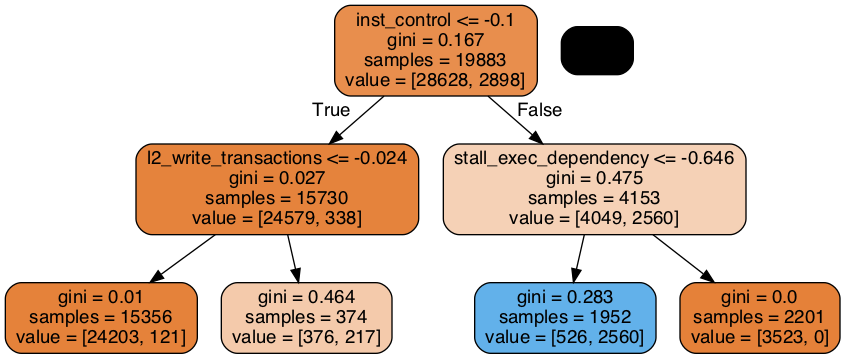 inst_control <= -0.1
gini = 0.167
samples = 19883
value = [28628, 2898]
True
False
l2_write_transactions <= -0.024
gini = 0.027
samples = 15730
value = [24579, 338]
stall_exec_dependency <= -0.646
gini = 0.475
samples = 4153
value = [4049, 2560]
gini = 0.01
samples = 15356
value = [24203, 121]
gini = 0.464
samples = 374
value = [376, 217]
gini = 0.283
samples = 1952
value = [526, 2560]
gini = 0.0
samples = 2201
value = [3523, 0]